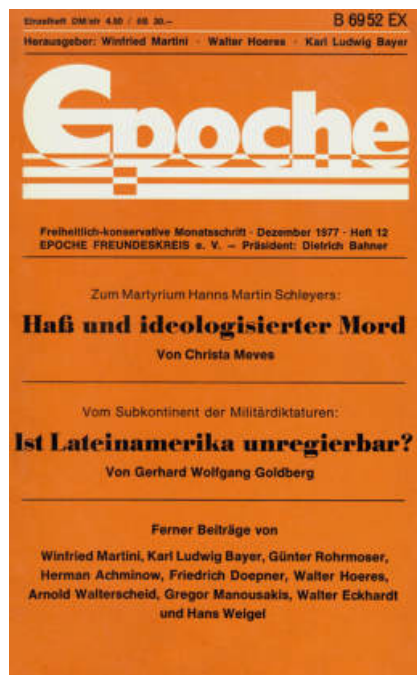 Einzelheft DM/sfr 4.50 / öS 30.–
B 6952 EX
Herausgeber: Winfried Martini · Walter Hoeres · Karl Ludwig Bayer
Epoche
Freiheitlich-konservative Monatsschrift · Dezember 1977 · Heft 12
EPOCHE FREUNDESKREIS e. V. – Präsident: Dietrich Bahner
Zum Martyrium Hanns Martin Schleyers:
Haß und ideologisierter Mord
Von Christa Meves
Vom Subkontinent der Militärdiktaturen:
Ist Lateinamerika unregierbar?
Von Gerhard Wolfgang Goldberg
Ferner Beiträge von
Winfried Martini, Karl Ludwig Bayer, Günter Rohrmoser,
Herman Achminow, Friedrich Doepner, Walter Hoeres,
Arnold Walterscheid, Gregor Manousakis, Walter Eckhardt
und Hans Weigel